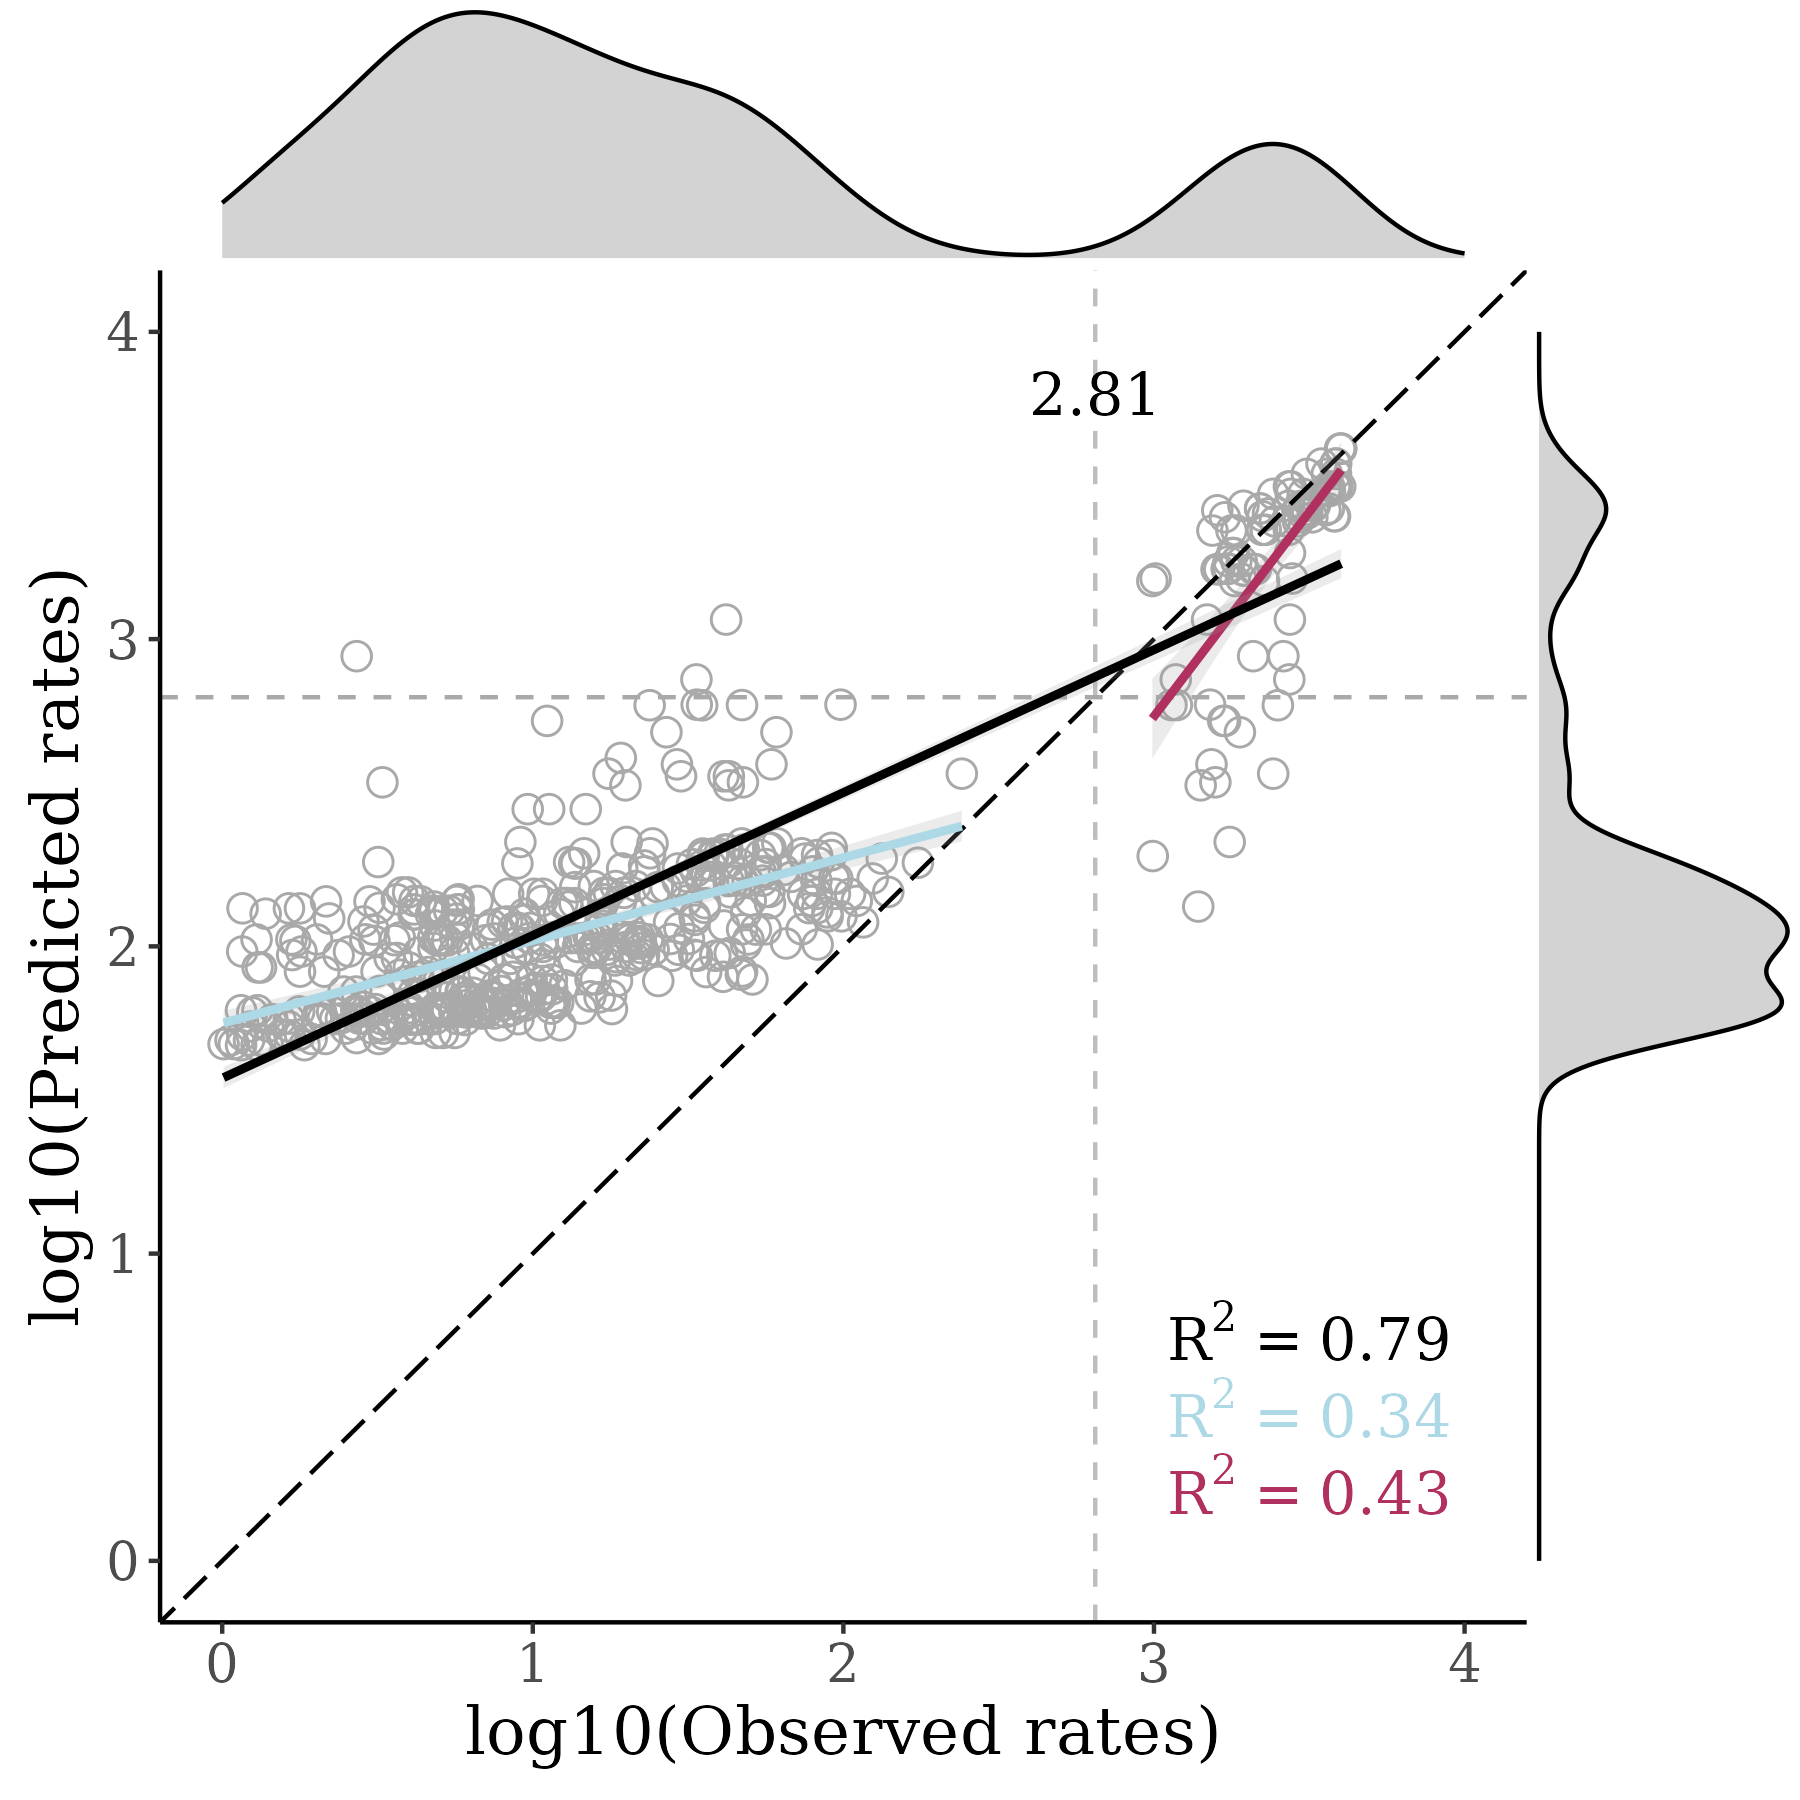 4
3
2
1
0
2.81
R² = 0.79
R² = 0.34
R² = 0.43
0 1 2 3 4
log10(Observed rates)
log10(Predicted rates)